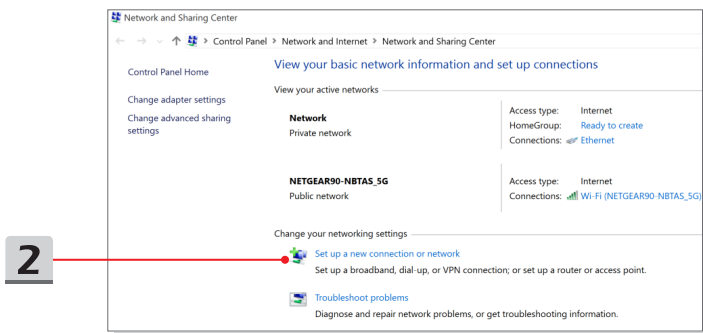 Network and Sharing Center
Control Panel > Network and Internet > Network and Sharing Center
Control Panel Home
Change adapter settings
Change advanced sharing
settings
View your basic network information and set up connections
View your active networks
Network
Private network
Access type: Internet
HomeGroup: Ready to create
Connections: Ethernet
NETGEAR90-NBTAS_5G
Public network
Access type: Internet
Connections: Wi-Fi (NETGEAR90-NBTAS_5G)
Change your networking settings
2
Set up a new connection or network
Set up a broadband, dial-up, or VPN connection; or set up a router or access point.
Troubleshoot problems
Diagnose and repair network problems, or get troubleshooting information.